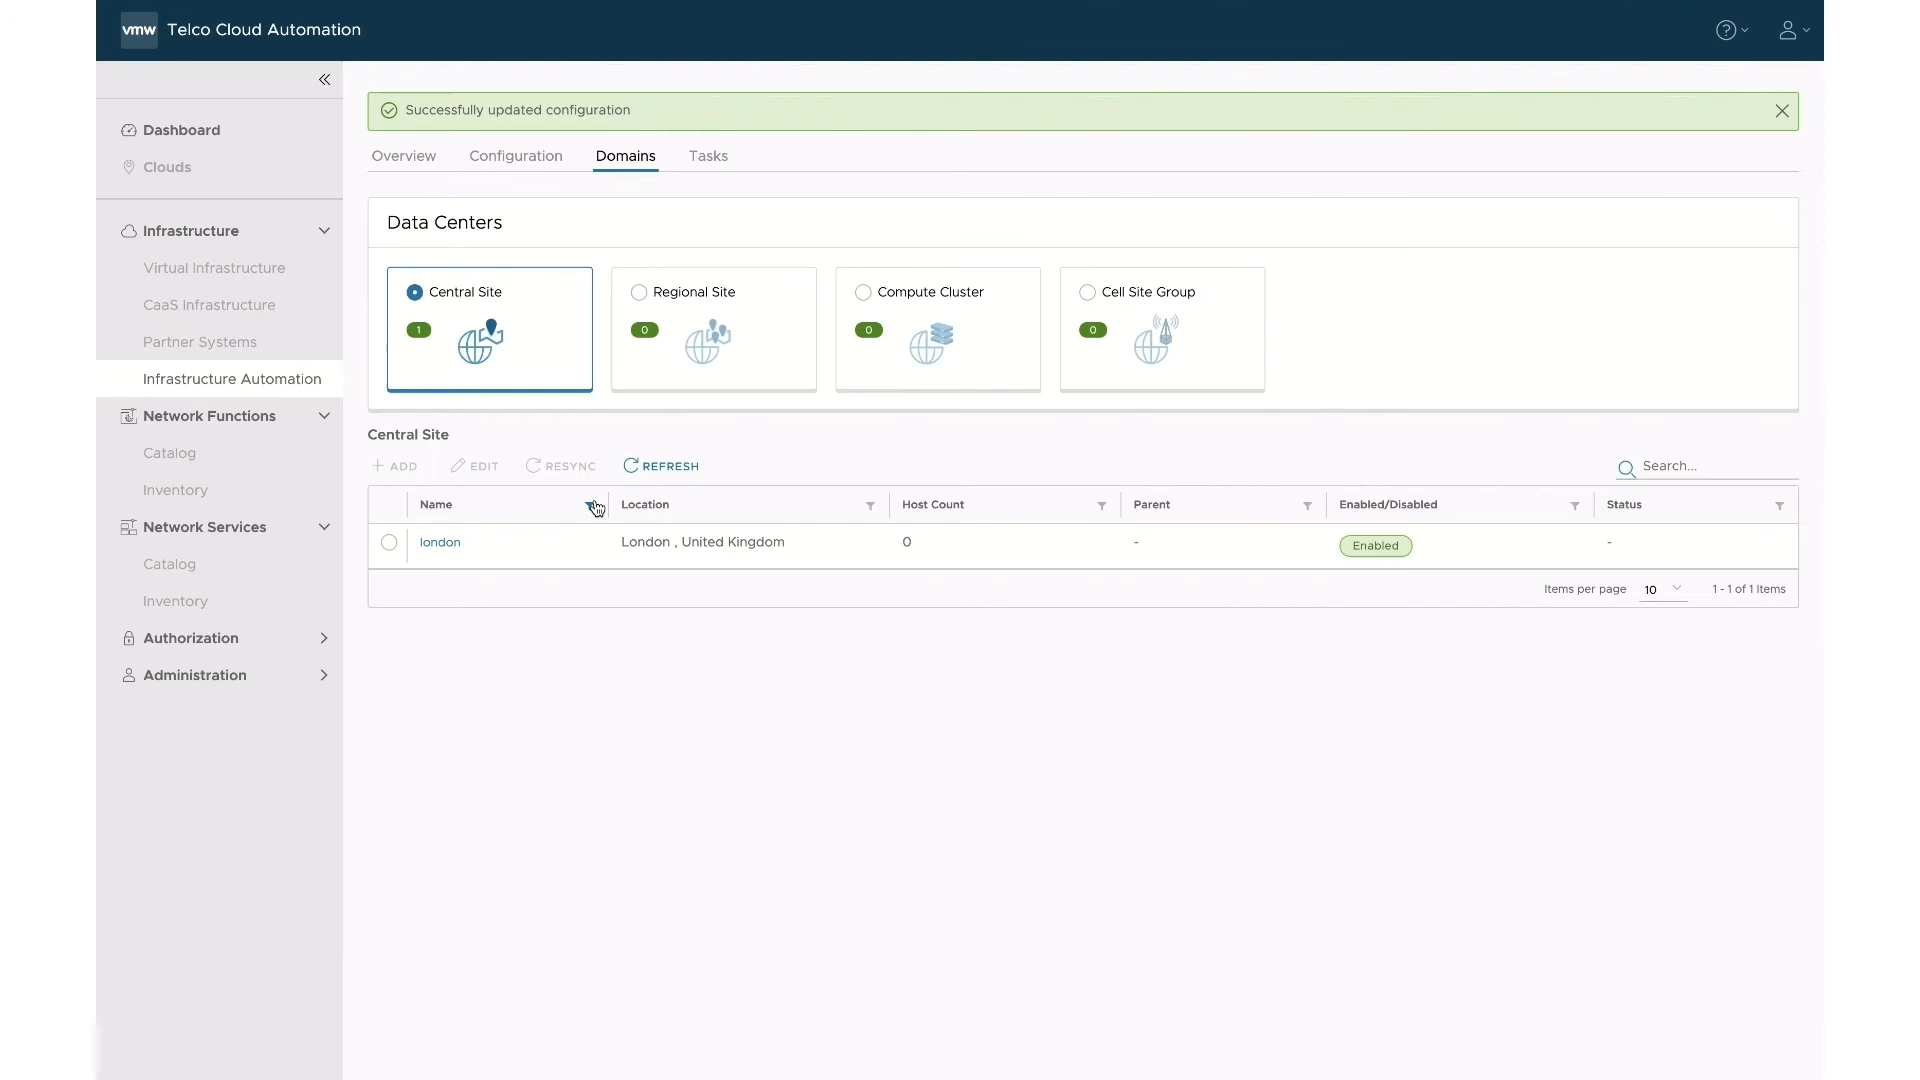 vmw Telco Cloud Automation
Dashboard
Clouds
Infrastructure
Virtual Infrastructure
CaaS Infrastructure
Partner Systems
Infrastructure Automation
Network Functions
Catalog
Inventory
Network Services
Catalog
Inventory
Authorization
Administration
Successfully updated configuration
Overview Configuration Domains Tasks
Data Centers
Central Site Regional Site Compute Cluster Cell Site Group
1 0 0 0
Central Site
ADD EDIT RESYNC REFRESH Search...
Name Location Host Count Parent Enabled/Disabled Status
london London , United Kingdom 0 - Enabled -
Items per page 10 1 - 1 of 1 Items